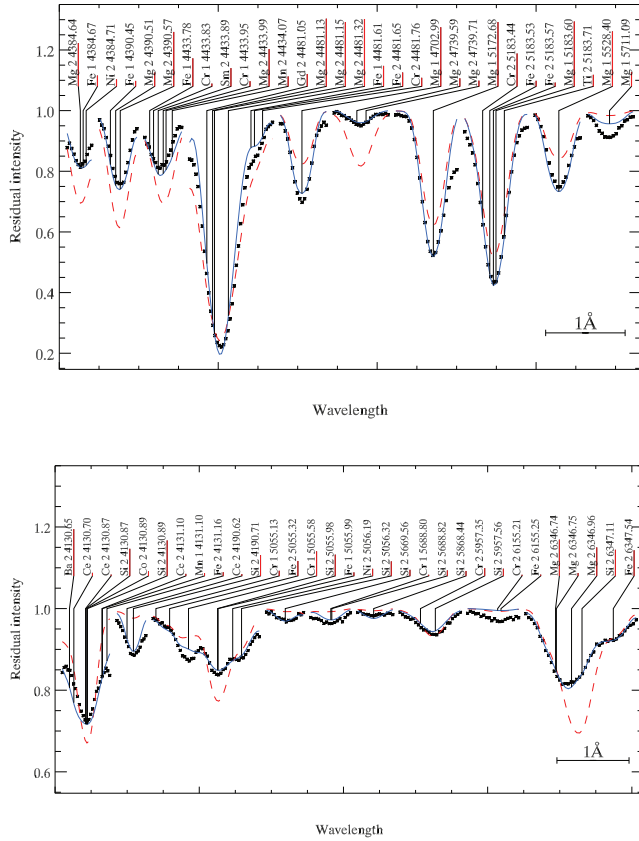 1.2
1.0
0.8
0.6
0.4
0.2
Residual intensity
Mg 2 4384.64
Fe 1 4384.67
Ni 2 4384.71
Fe 1 4390.45
Mg 2 4390.51
Mg 2 4390.57
Fe 1 4433.78
Cr 1 4433.83
Sm 2 4433.89
Cr 1 4433.95
Mg 2 4433.99
Mn 2 4434.07
Gd 2 4481.05
Mg 2 4481.13
Mg 2 4481.15
Mg 2 4481.32
Fe 1 4481.61
Fe 2 4481.65
Cr 2 4481.76
Mg 1 4702.99
Mg 2 4739.59
Mg 2 4739.71
Mg 1 5172.68
Cr 2 5183.44
Fe 2 5183.53
Fe 2 5183.57
Mg 1 5183.60
Ti 2 5183.71
Mg 1 5528.40
Mg 1 5711.09
1Å
Wavelength
1.2
1.0
0.8
0.6
Residual intensity
Ba 2 4130.65
Ce 2 4130.70
Ce 2 4130.87
Si 2 4130.87
Co 2 4130.89
Si 2 4130.89
Ce 2 4131.10
Mn 1 4131.10
Fe 2 4131.16
Cr 2 4190.62
Si 2 4190.71
Cr 1 5055.13
Fe 2 5055.32
Cr 1 5055.58
Si 2 5055.98
Fe 1 5055.99
Ni 2 5056.19
Si 2 5056.32
Si 2 5669.56
Cr 1 5688.80
Si 2 5688.82
Si 2 5868.44
Cr 2 5957.35
Si 2 5957.56
Cr 2 6155.21
Fe 2 6155.25
Mg 2 6346.74
Mg 2 6346.75
Mg 2 6346.96
Si 2 6347.11
Fe 2 6347.54
1Å
Wavelength